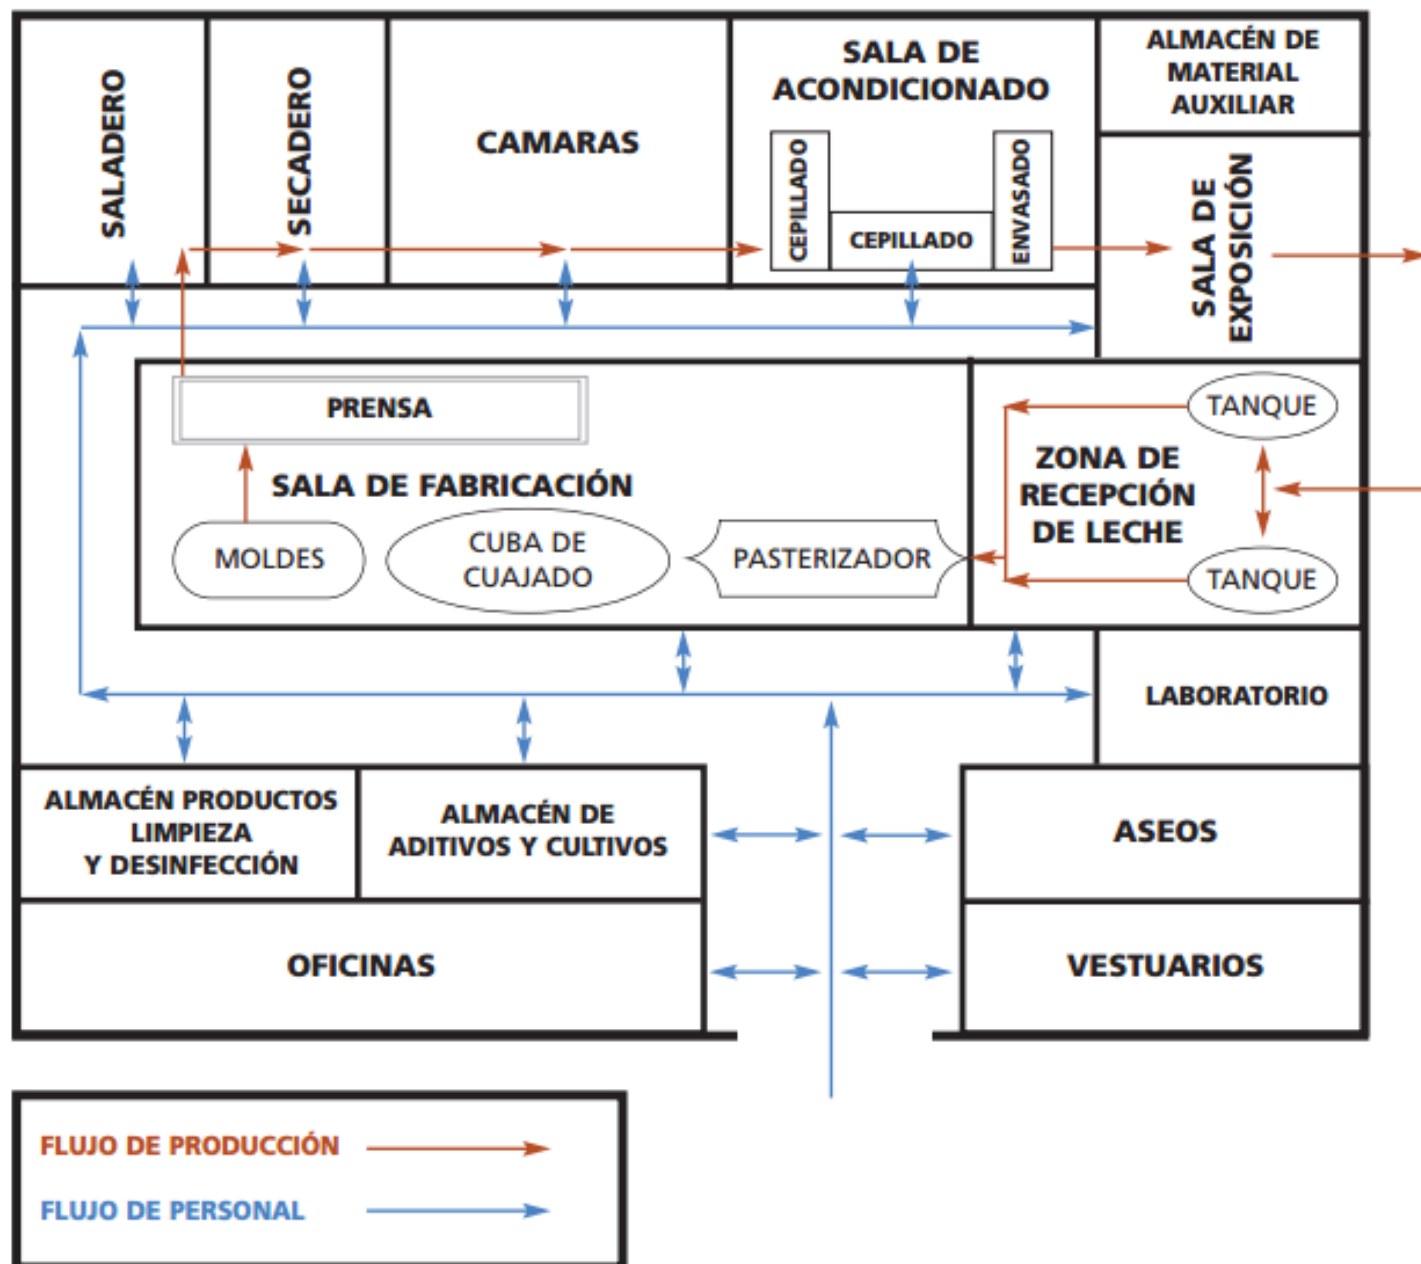 SALADERO
SECADERO
CAMARAS
SALA DE
ACONDICIONADO
CEPILLADO
CEPILLADO
ENVASADO
ALMACÉN DE
MATERIAL
AUXILIAR
SALA DE
EXPOSICIÓN
PRENSA
SALA DE FABRICACIÓN
MOLDES
CUBA DE
CUAJADO
PASTERIZADOR
ZONA DE
RECEPCIÓN
DE LECHE
TANQUE
TANQUE
LABORATORIO
ALMACÉN PRODUCTOS
LIMPIEZA
Y DESINFECCIÓN
ALMACÉN DE
ADITIVOS Y CULTIVOS
ASEOS
OFICINAS
VESTUARIOS
FLUJO DE PRODUCCIÓN
FLUJO DE PERSONAL